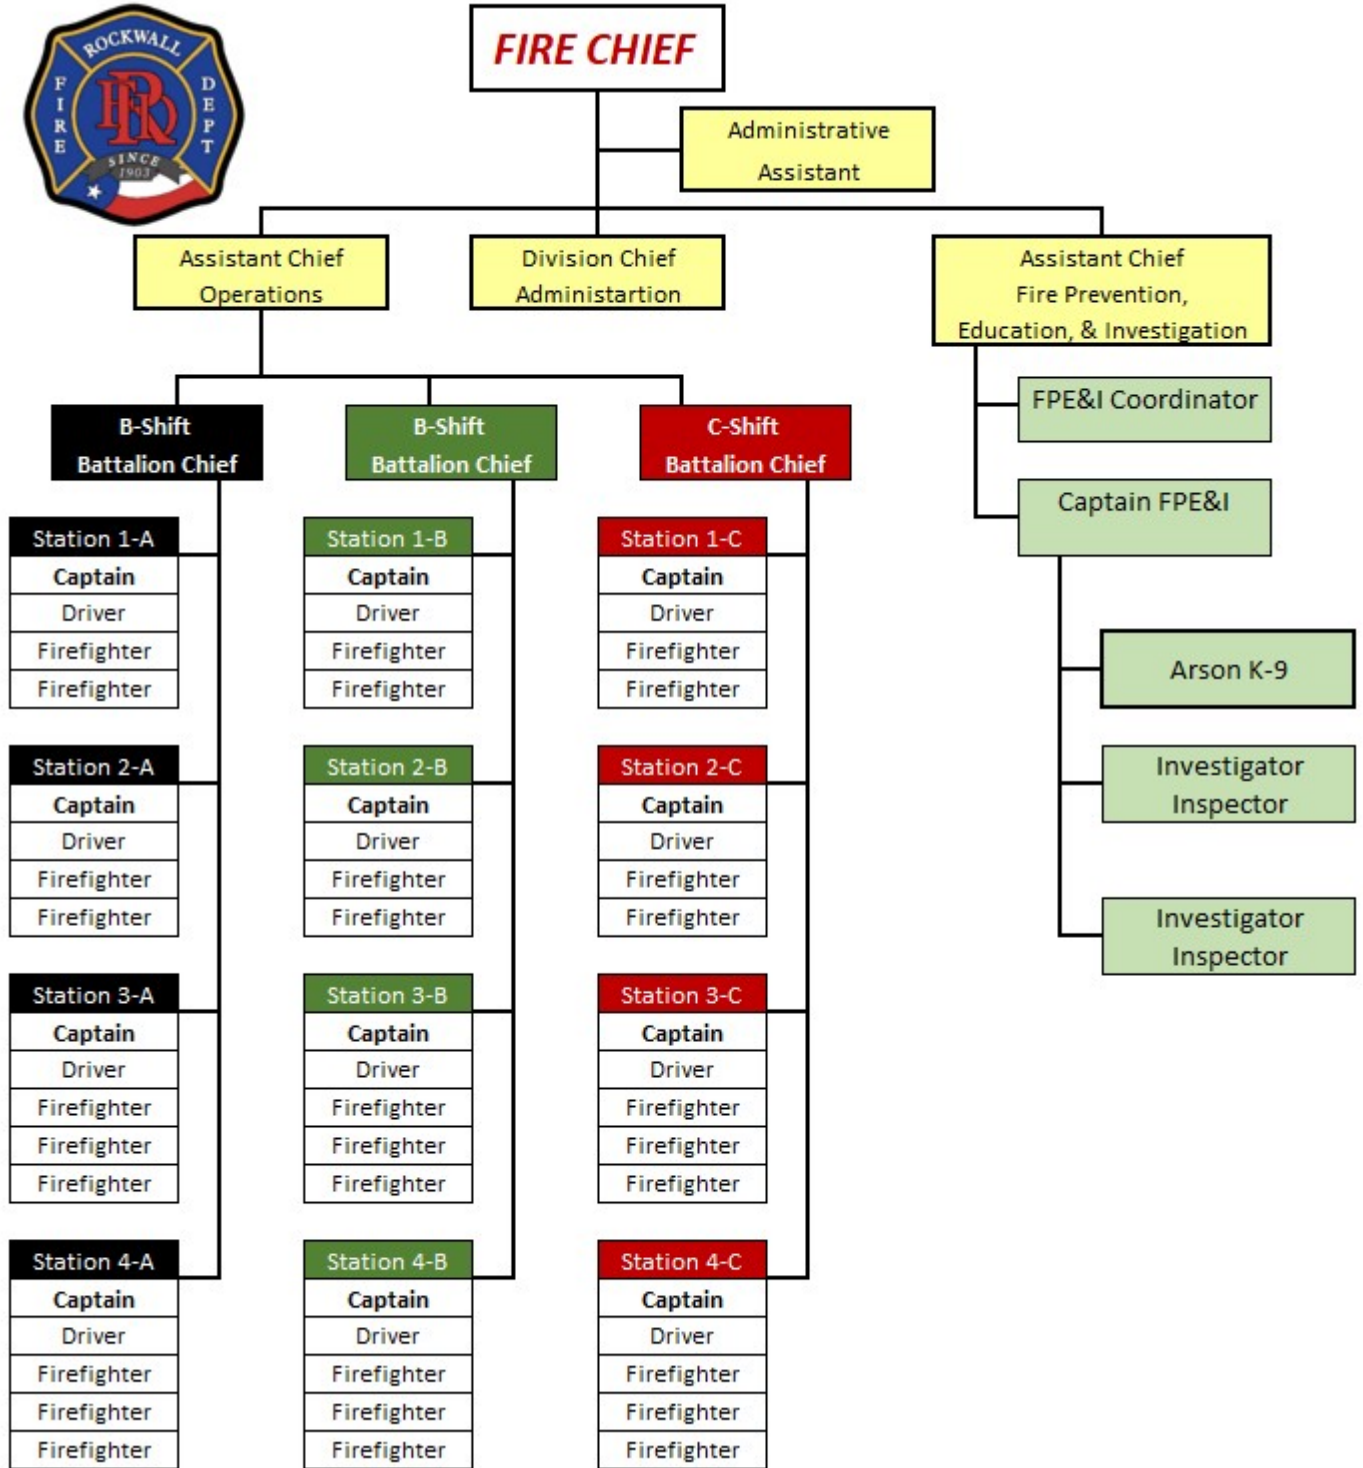 ROCKWALL
FIRE
DEPT
RFD
SINCE
1903
FIRE CHIEF
Administrative
Assistant
Assistant Chief
Operations
Division Chief
Administartion
Assistant Chief
Fire Prevention,
Education, & Investigation
B-Shift
Battalion Chief
B-Shift
Battalion Chief
C-Shift
Battalion Chief
FPE&I Coordinator
Captain FPE&I
Arson K-9
Investigator
Inspector
Investigator
Inspector
Station 1-A
Captain
Driver
Firefighter
Firefighter
Station 2-A
Captain
Driver
Firefighter
Firefighter
Station 3-A
Captain
Driver
Firefighter
Firefighter
Firefighter
Station 4-A
Captain
Driver
Firefighter
Firefighter
Firefighter
Station 1-B
Captain
Driver
Firefighter
Firefighter
Station 2-B
Captain
Driver
Firefighter
Firefighter
Station 3-B
Captain
Driver
Firefighter
Firefighter
Firefighter
Station 4-B
Captain
Driver
Firefighter
Firefighter
Firefighter
Station 1-C
Captain
Driver
Firefighter
Firefighter
Station 2-C
Captain
Driver
Firefighter
Firefighter
Station 3-C
Captain
Driver
Firefighter
Firefighter
Firefighter
Station 4-C
Captain
Driver
Firefighter
Firefighter
Firefighter